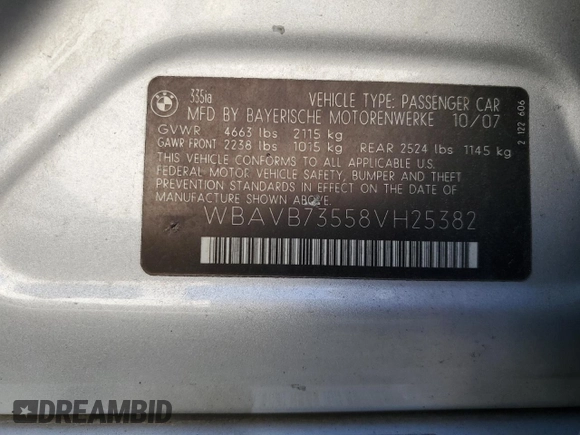 BMW
335ia
VEHICLE TYPE: PASSENGER CAR
MFD BY BAYERISCHE MOTORENWERKE 10/07
GVWR 4663 lbs 2115 kg
GAWR FRONT 2238 lbs 1015 kg REAR 2524 lbs 1145 kg
THIS VEHICLE CONFORMS TO ALL APPLICABLE U.S.
FEDERAL MOTOR VEHICLE SAFETY, BUMPER AND THEFT
PREVENTION STANDARDS IN EFFECT ON THE DATE OF
MANUFACTURE SHOWN ABOVE.
WBAVB73558VH25382
2 122 606
DREAMBID